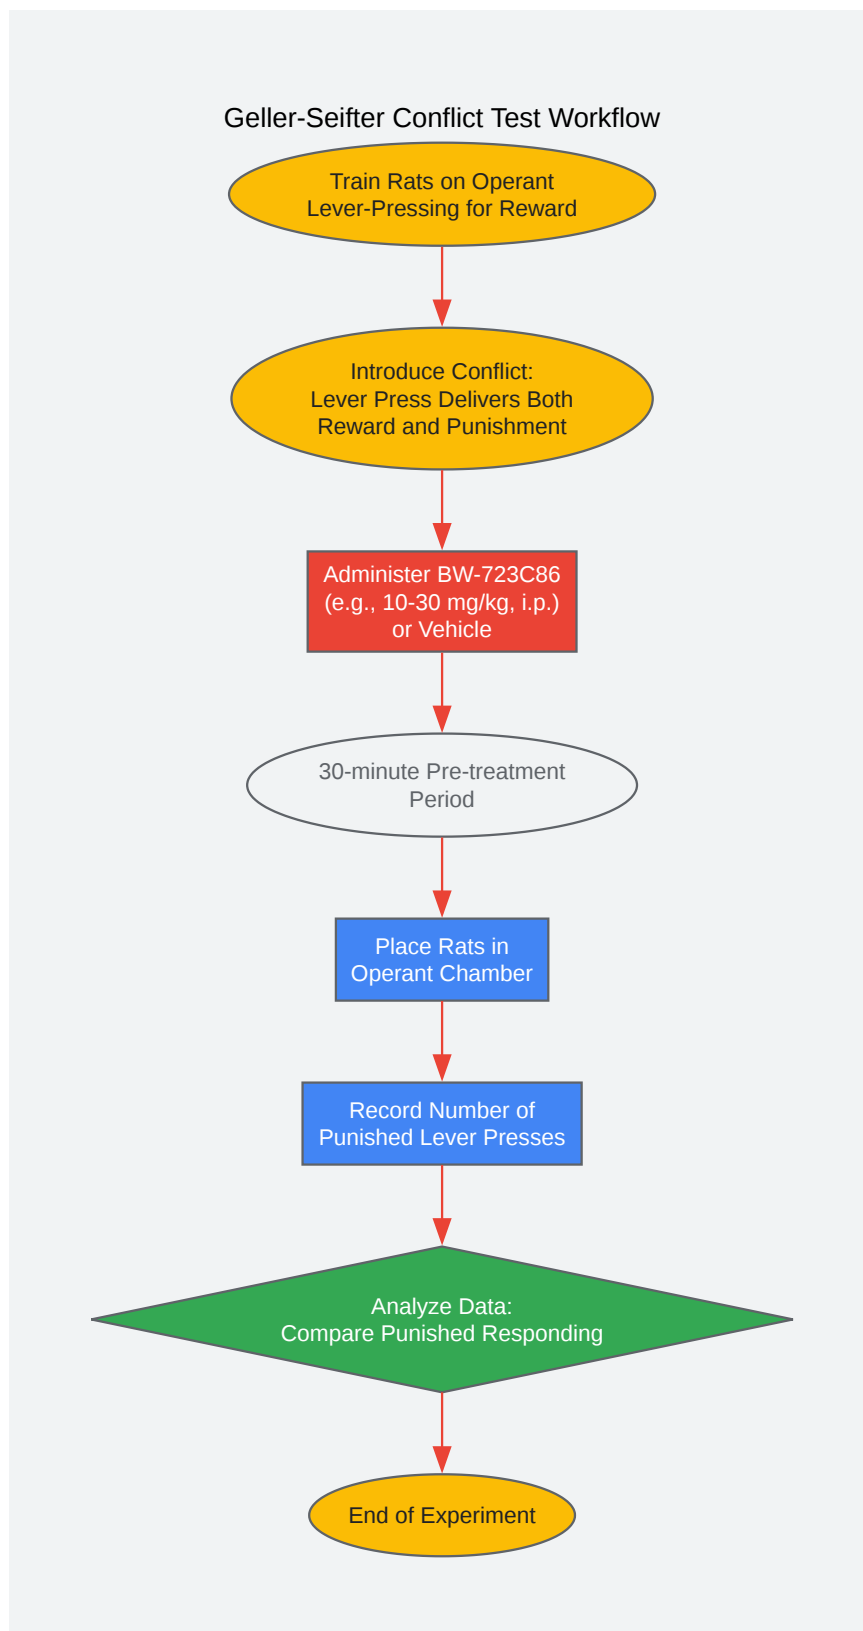 Geller-Seifter Conflict Test Workflow
Train Rats on Operant
Lever-Pressing for Reward
Introduce Conflict:
Lever Press Delivers Both
Reward and Punishment
Administer BW-723C86
(e.g., 10-30 mg/kg, i.p.)
or Vehicle
30-minute Pre-treatment
Period
Place Rats in
Operant Chamber
Record Number of
Punished Lever Presses
Analyze Data:
Compare Punished Responding
End of Experiment